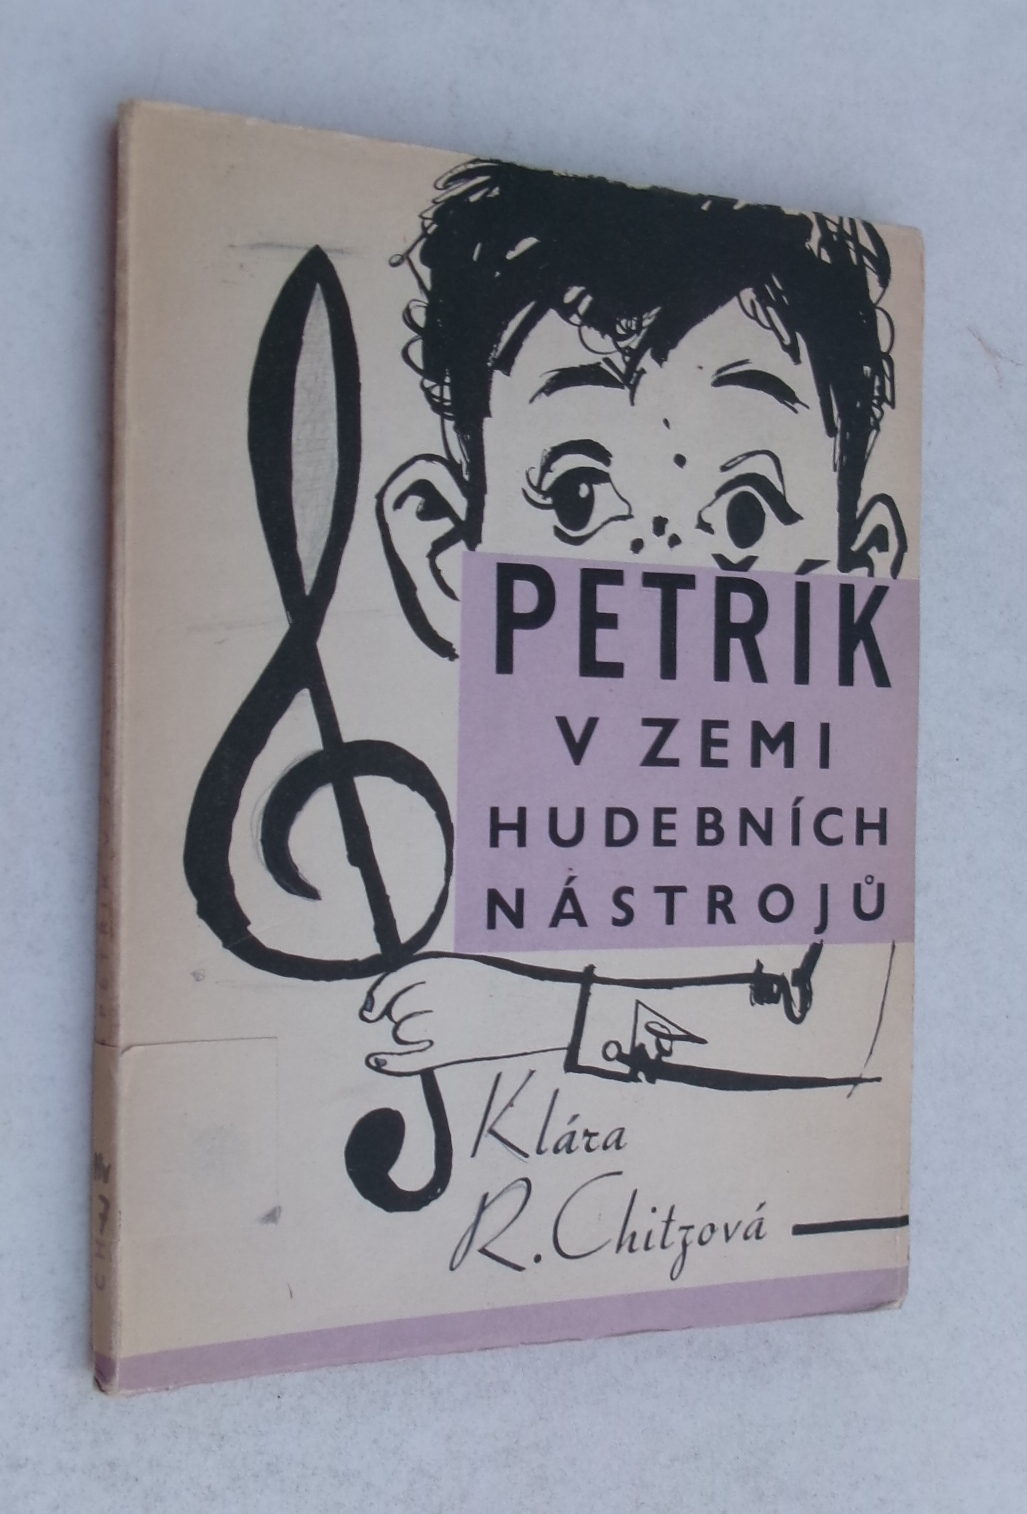 PETŘÍK
V ZEMI
HUDEBNÍCH
NÁSTROJŮ
Klára
R. Chitzová